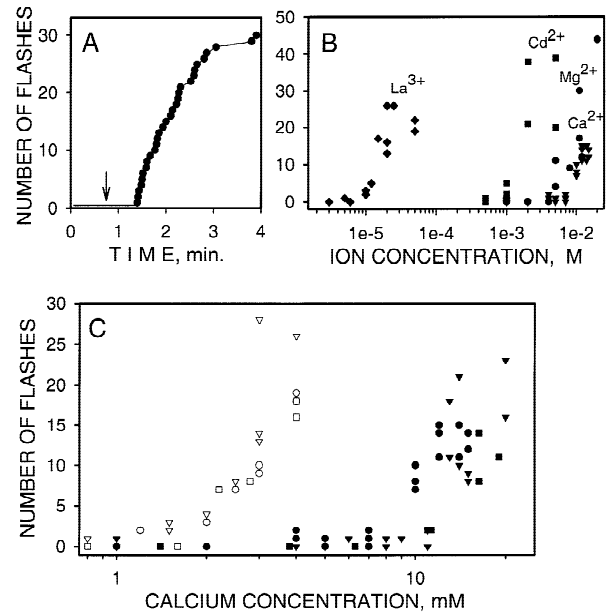 A
NUMBER OF FLASHES
30
20
10
0
0 1 2 3 4
T I M E, min.
B
50
40
30
20
10
0
La3+
Cd2+
Mg2+
Ca2+
1e-5 1e-4 1e-3 1e-2
ION CONCENTRATION, M
C
NUMBER OF FLASHES
30
25
20
15
10
5
0
1 10
CALCIUM CONCENTRATION, mM